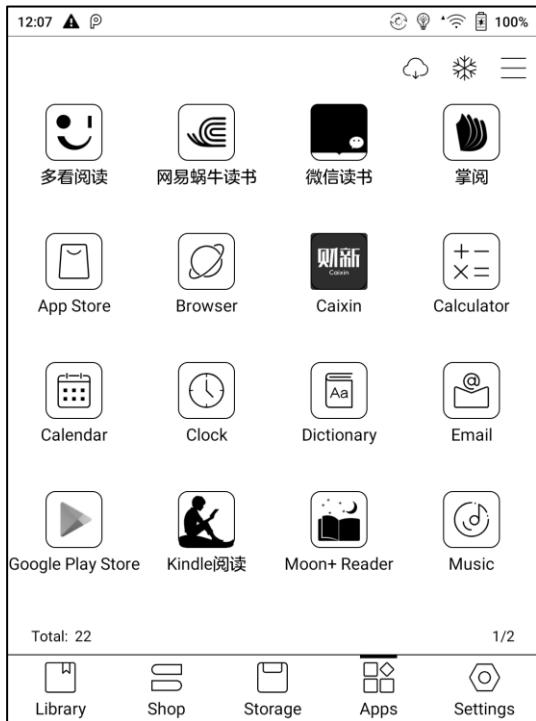 12:07 100%
多看阅读 网易蜗牛读书 微信读书 掌阅
财新
Caixin
App Store Browser Caixin Calculator
Aa @
Calendar Clock Dictionary Email
Google Play Store Kindle阅读 Moon+ Reader Music
Total: 22 1/2
Library Shop Storage Apps Settings